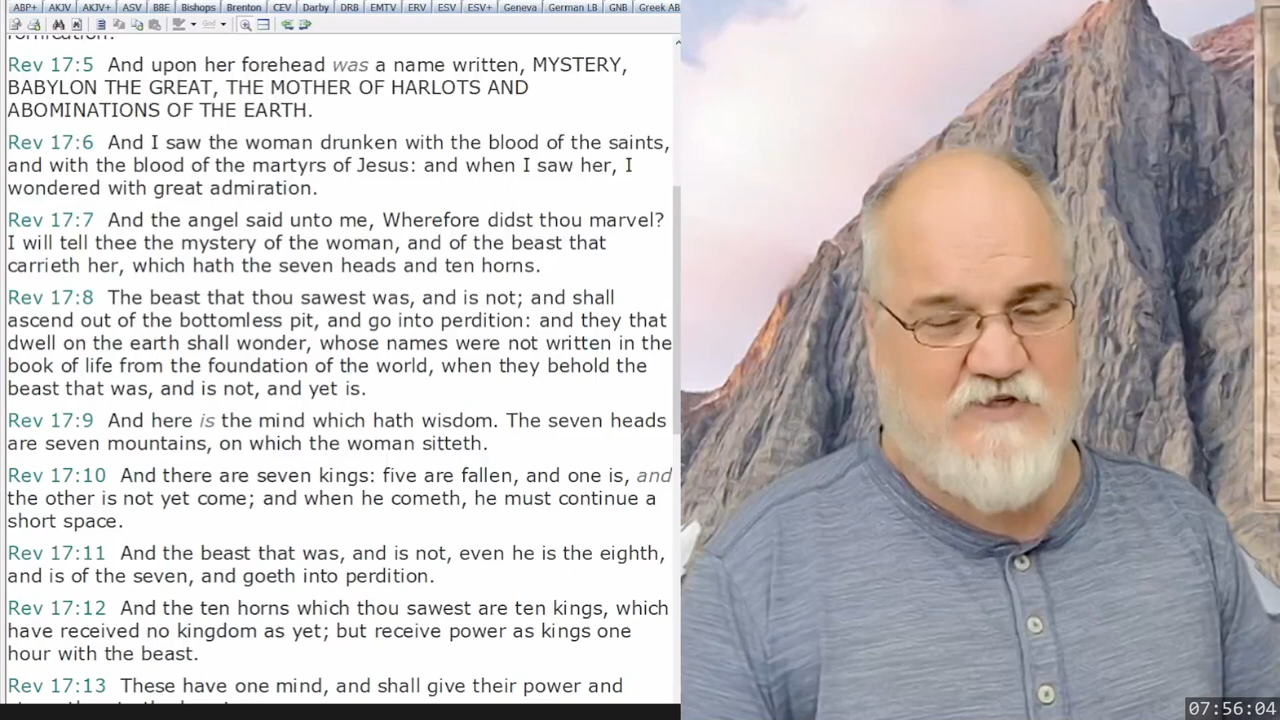 ABP+ AKJV AKJV+ ASV BBE Bishops Brenton CEV Darby DRB EMTV ERV ESV ESV+ Geneva German LB GNB Greek AB
fornication.
Rev 17:5 And upon her forehead was a name written, MYSTERY,
BABYLON THE GREAT, THE MOTHER OF HARLOTS AND
ABOMINATIONS OF THE EARTH.
Rev 17:6 And I saw the woman drunken with the blood of the saints,
and with the blood of the martyrs of Jesus: and when I saw her, I
wondered with great admiration.
Rev 17:7 And the angel said unto me, Wherefore didst thou marvel?
I will tell thee the mystery of the woman, and of the beast that
carrieth her, which hath the seven heads and ten horns.
Rev 17:8 The beast that thou sawest was, and is not; and shall
ascend out of the bottomless pit, and go into perdition: and they that
dwell on the earth shall wonder, whose names were not written in the
book of life from the foundation of the world, when they behold the
beast that was, and is not, and yet is.
Rev 17:9 And here is the mind which hath wisdom. The seven heads
are seven mountains, on which the woman sitteth.
Rev 17:10 And there are seven kings: five are fallen, and one is, and
the other is not yet come; and when he cometh, he must continue a
short space.
Rev 17:11 And the beast that was, and is not, even he is the eighth,
and is of the seven, and goeth into perdition.
Rev 17:12 And the ten horns which thou sawest are ten kings, which
have received no kingdom as yet; but receive power as kings one
hour with the beast.
Rev 17:13 These have one mind, and shall give their power and
07:56:04